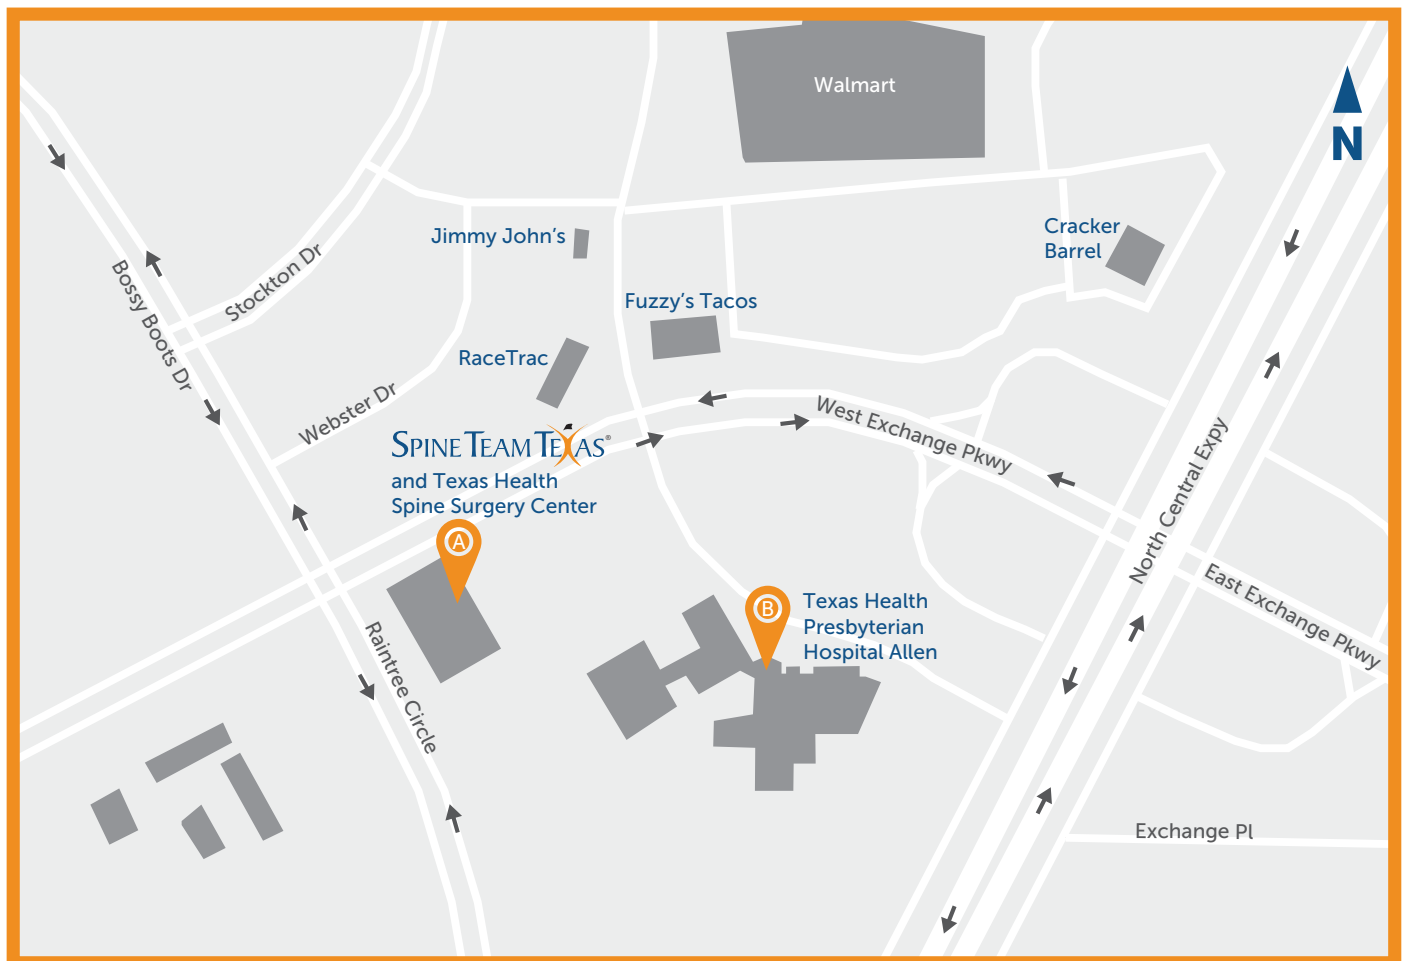 Walmart
N
Cracker
Barrel
Jimmy John's
Stockton Dr
Bossy Boots Dr
Fuzzy's Tacos
RaceTrac
Webster Dr
West Exchange Pkwy
North Central Expy
SPINE TEAM TEXAS®
and Texas Health
Spine Surgery Center
A
East Exchange Pkwy
B
Texas Health
Presbyterian
Hospital Allen
Raintree Circle
Exchange Pl